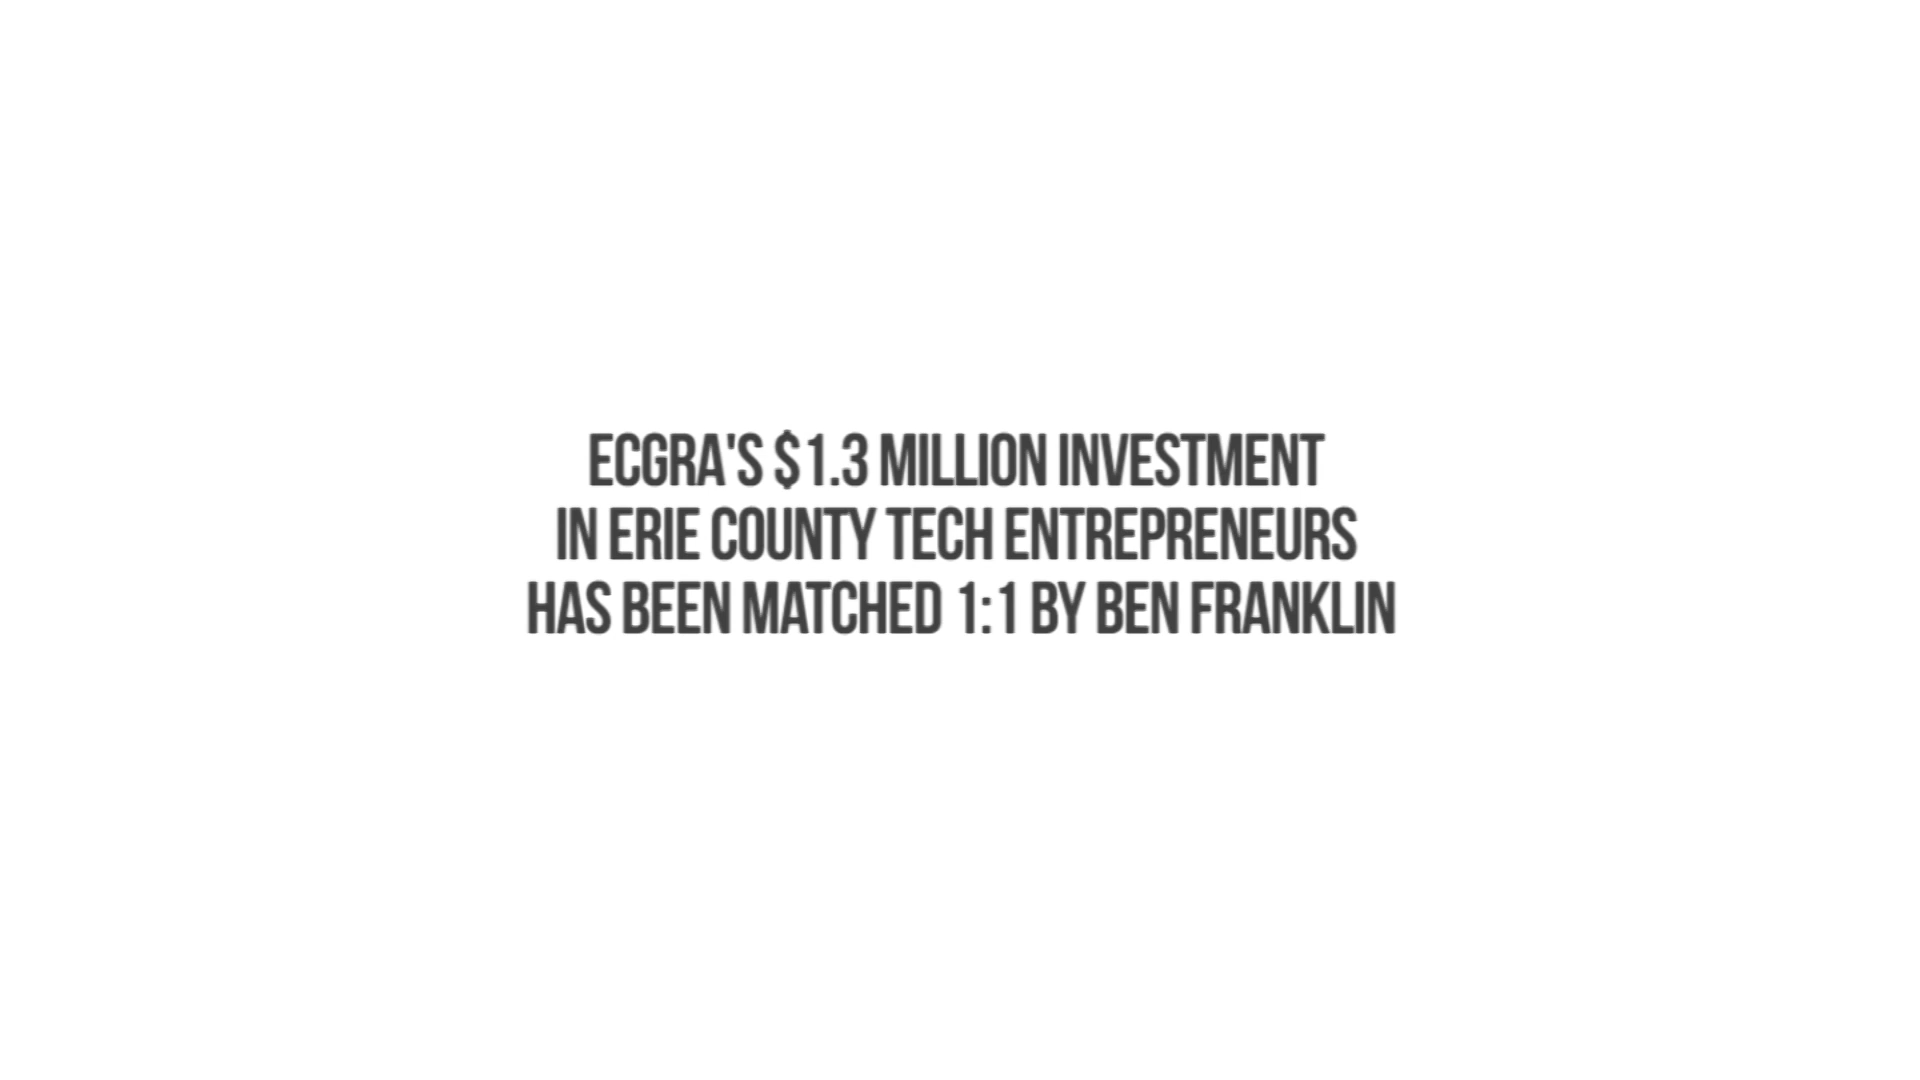 ECGRA'S $1.3 MILLION INVESTMENT
IN ERIE COUNTY TECH ENTREPRENEURS
HAS BEEN MATCHED 1:1 BY BEN FRANKLIN